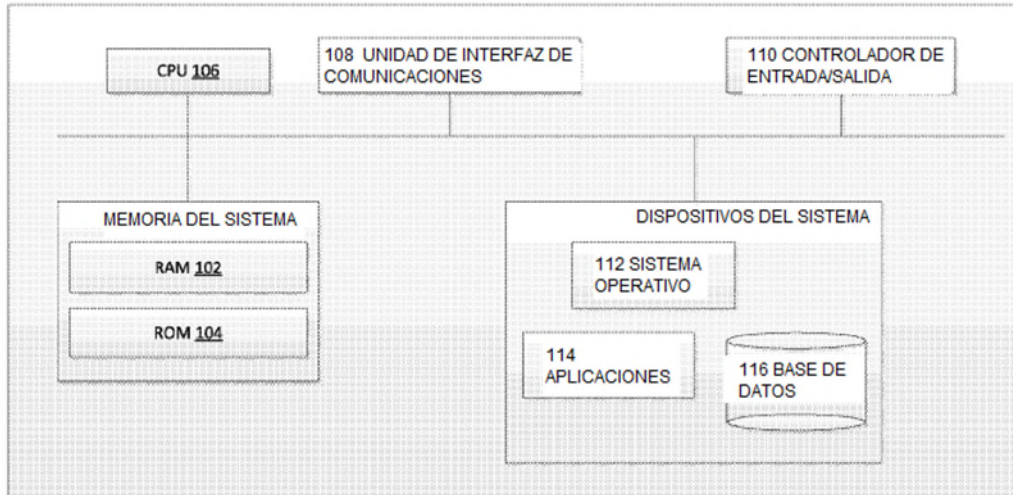 CPU 106
108 UNIDAD DE INTERFAZ DE
COMUNICACIONES
110 CONTROLADOR DE
ENTRADA/SALIDA
MEMORIA DEL SISTEMA
RAM 102
ROM 104
DISPOSITIVOS DEL SISTEMA
112 SISTEMA
OPERATIVO
114
APLICACIONES
116 BASE DE
DATOS